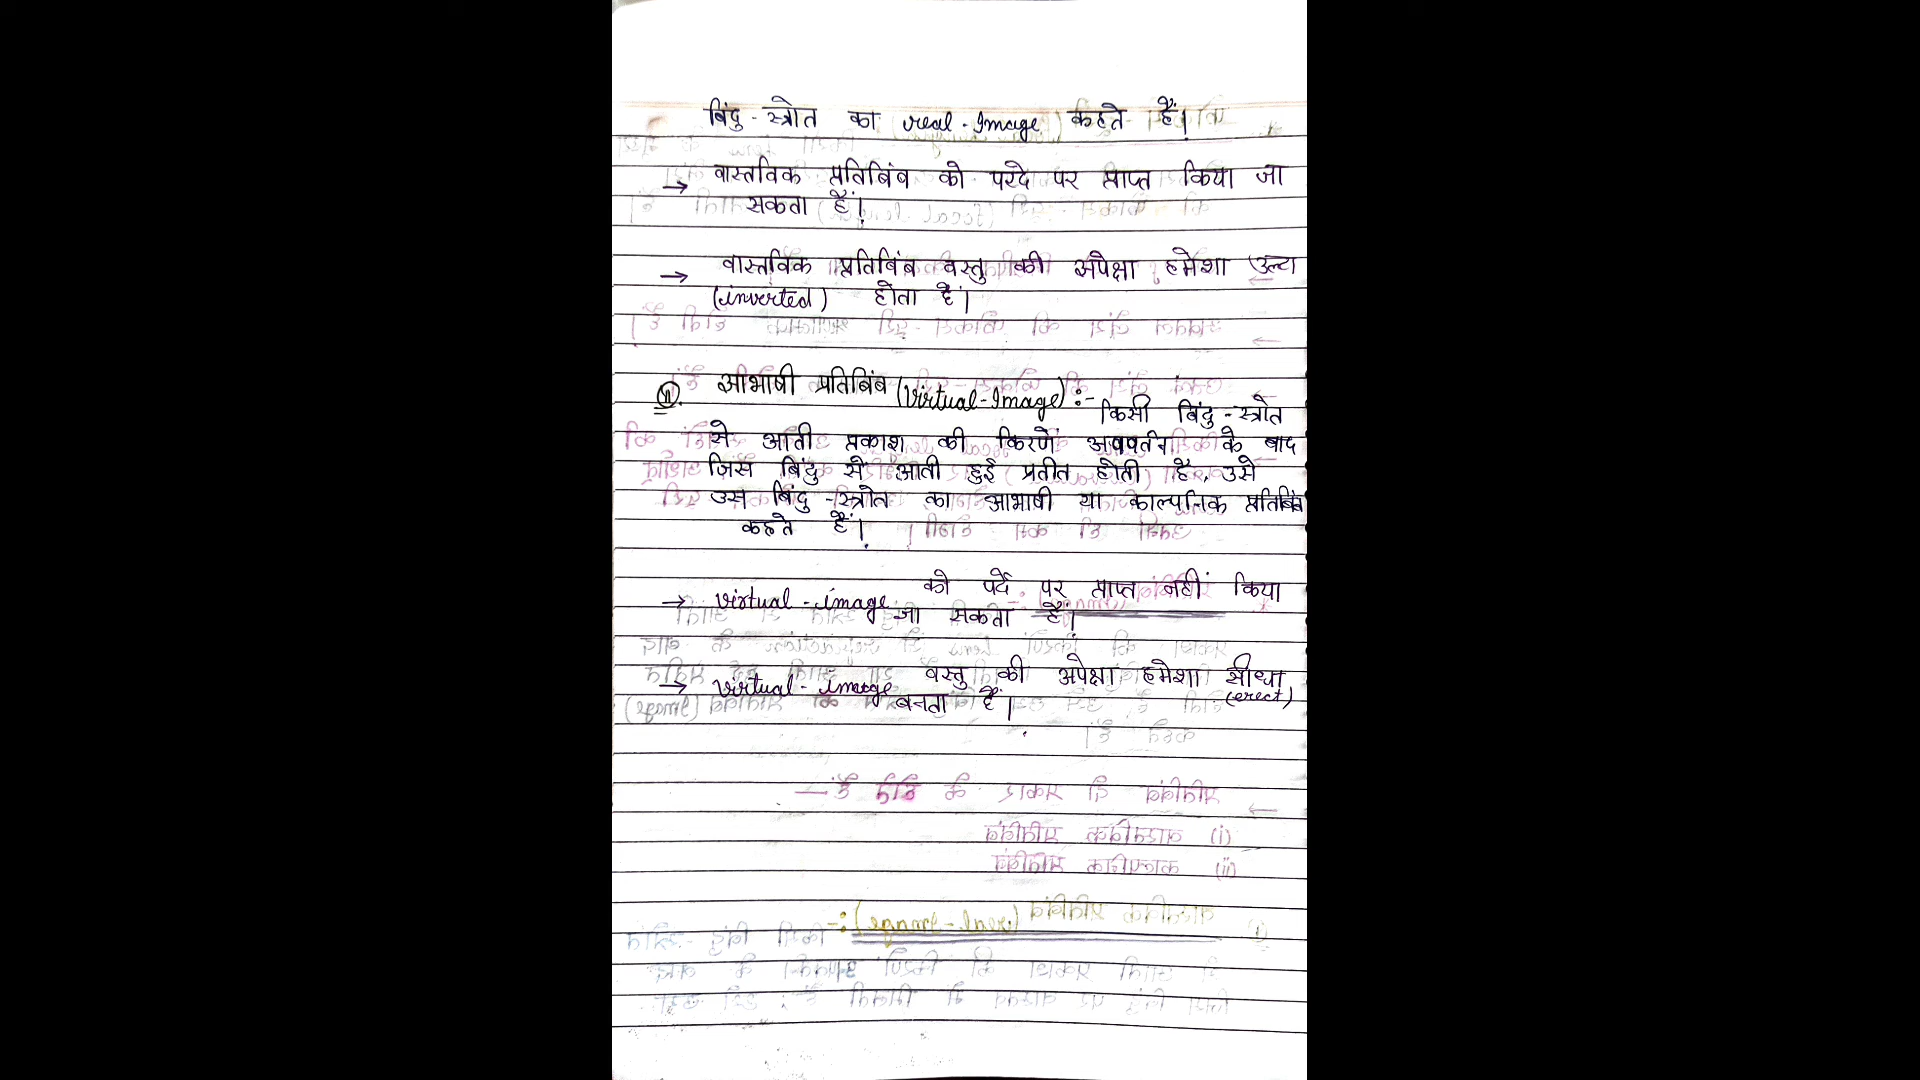 बिंदु - स्त्रोत का real - Image कहते हैं।
→ वास्तविक प्रतिबिंब को परदे पर प्राप्त किया जा
सकता हैं।
→ वास्तविक प्रतिबिंब वस्तु की अपेक्षा हमेशा उल्टा
(inverted) होता हैं।
(ii). आभाषी प्रतिबिंब (Virtual-Image) :- किसी बिंदु - स्त्रोत
से आती प्रकाश की किरणें अपवर्तन के बाद
जिस बिंदु से आती हुई प्रतीत होती हैं, उसे
उस बिंदु - स्त्रोत का आभाषी या काल्पनिक प्रतिबिंब
कहते हैं।
→ virtual - image को पर्दे पर प्राप्त नहीं किया
जा सकता हैं।
→ virtual - image वस्तु की अपेक्षा हमेशा सीधा
(erect)
बनता हैं।